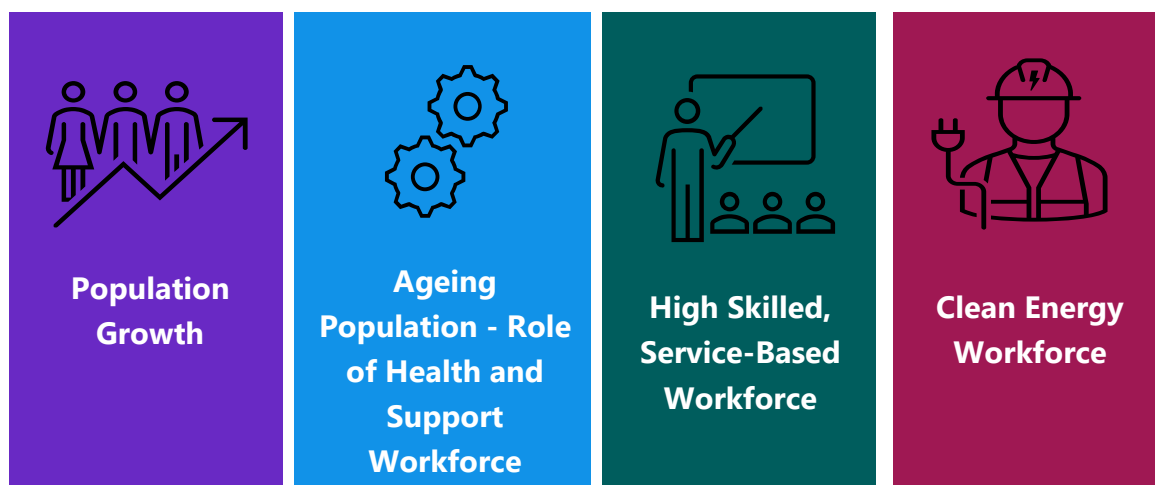 Population
Growth
Ageing
Population - Role
of Health and
Support
Workforce
High Skilled,
Service-Based
Workforce
Clean Energy
Workforce